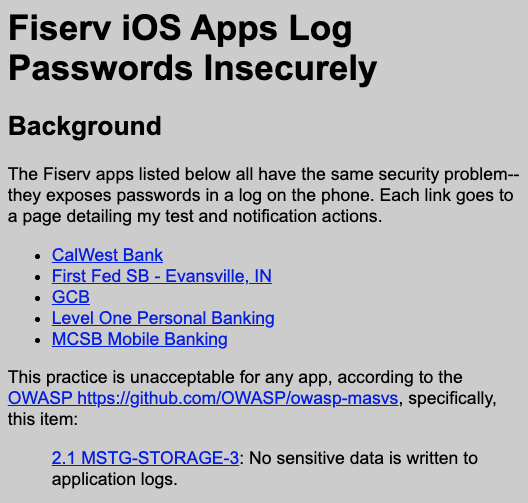 Fiserv iOS Apps Log
Passwords Insecurely
Background
The Fiserv apps listed below all have the same security problem--
they exposes passwords in a log on the phone. Each link goes to
a page detailing my test and notification actions.
• CalWest Bank
• First Fed SB - Evansville, IN
• GCB
• Level One Personal Banking
• MCSB Mobile Banking
This practice is unacceptable for any app, according to the
OWASP https://github.com/OWASP/owasp-masvs, specifically,
this item:
2.1 MSTG-STORAGE-3: No sensitive data is written to
application logs.